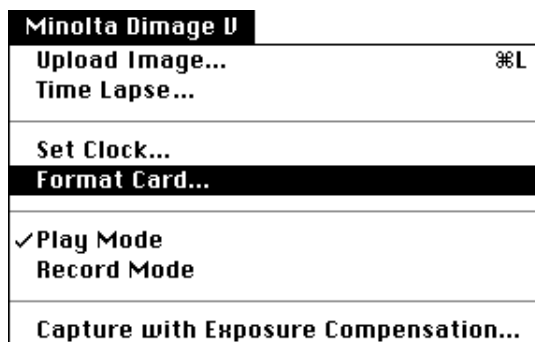 Minolta Dimage V
Upload Image... ⌘L
Time Lapse...
Set Clock...
Format Card...
✓Play Mode
Record Mode
Capture with Exposure Compensation...